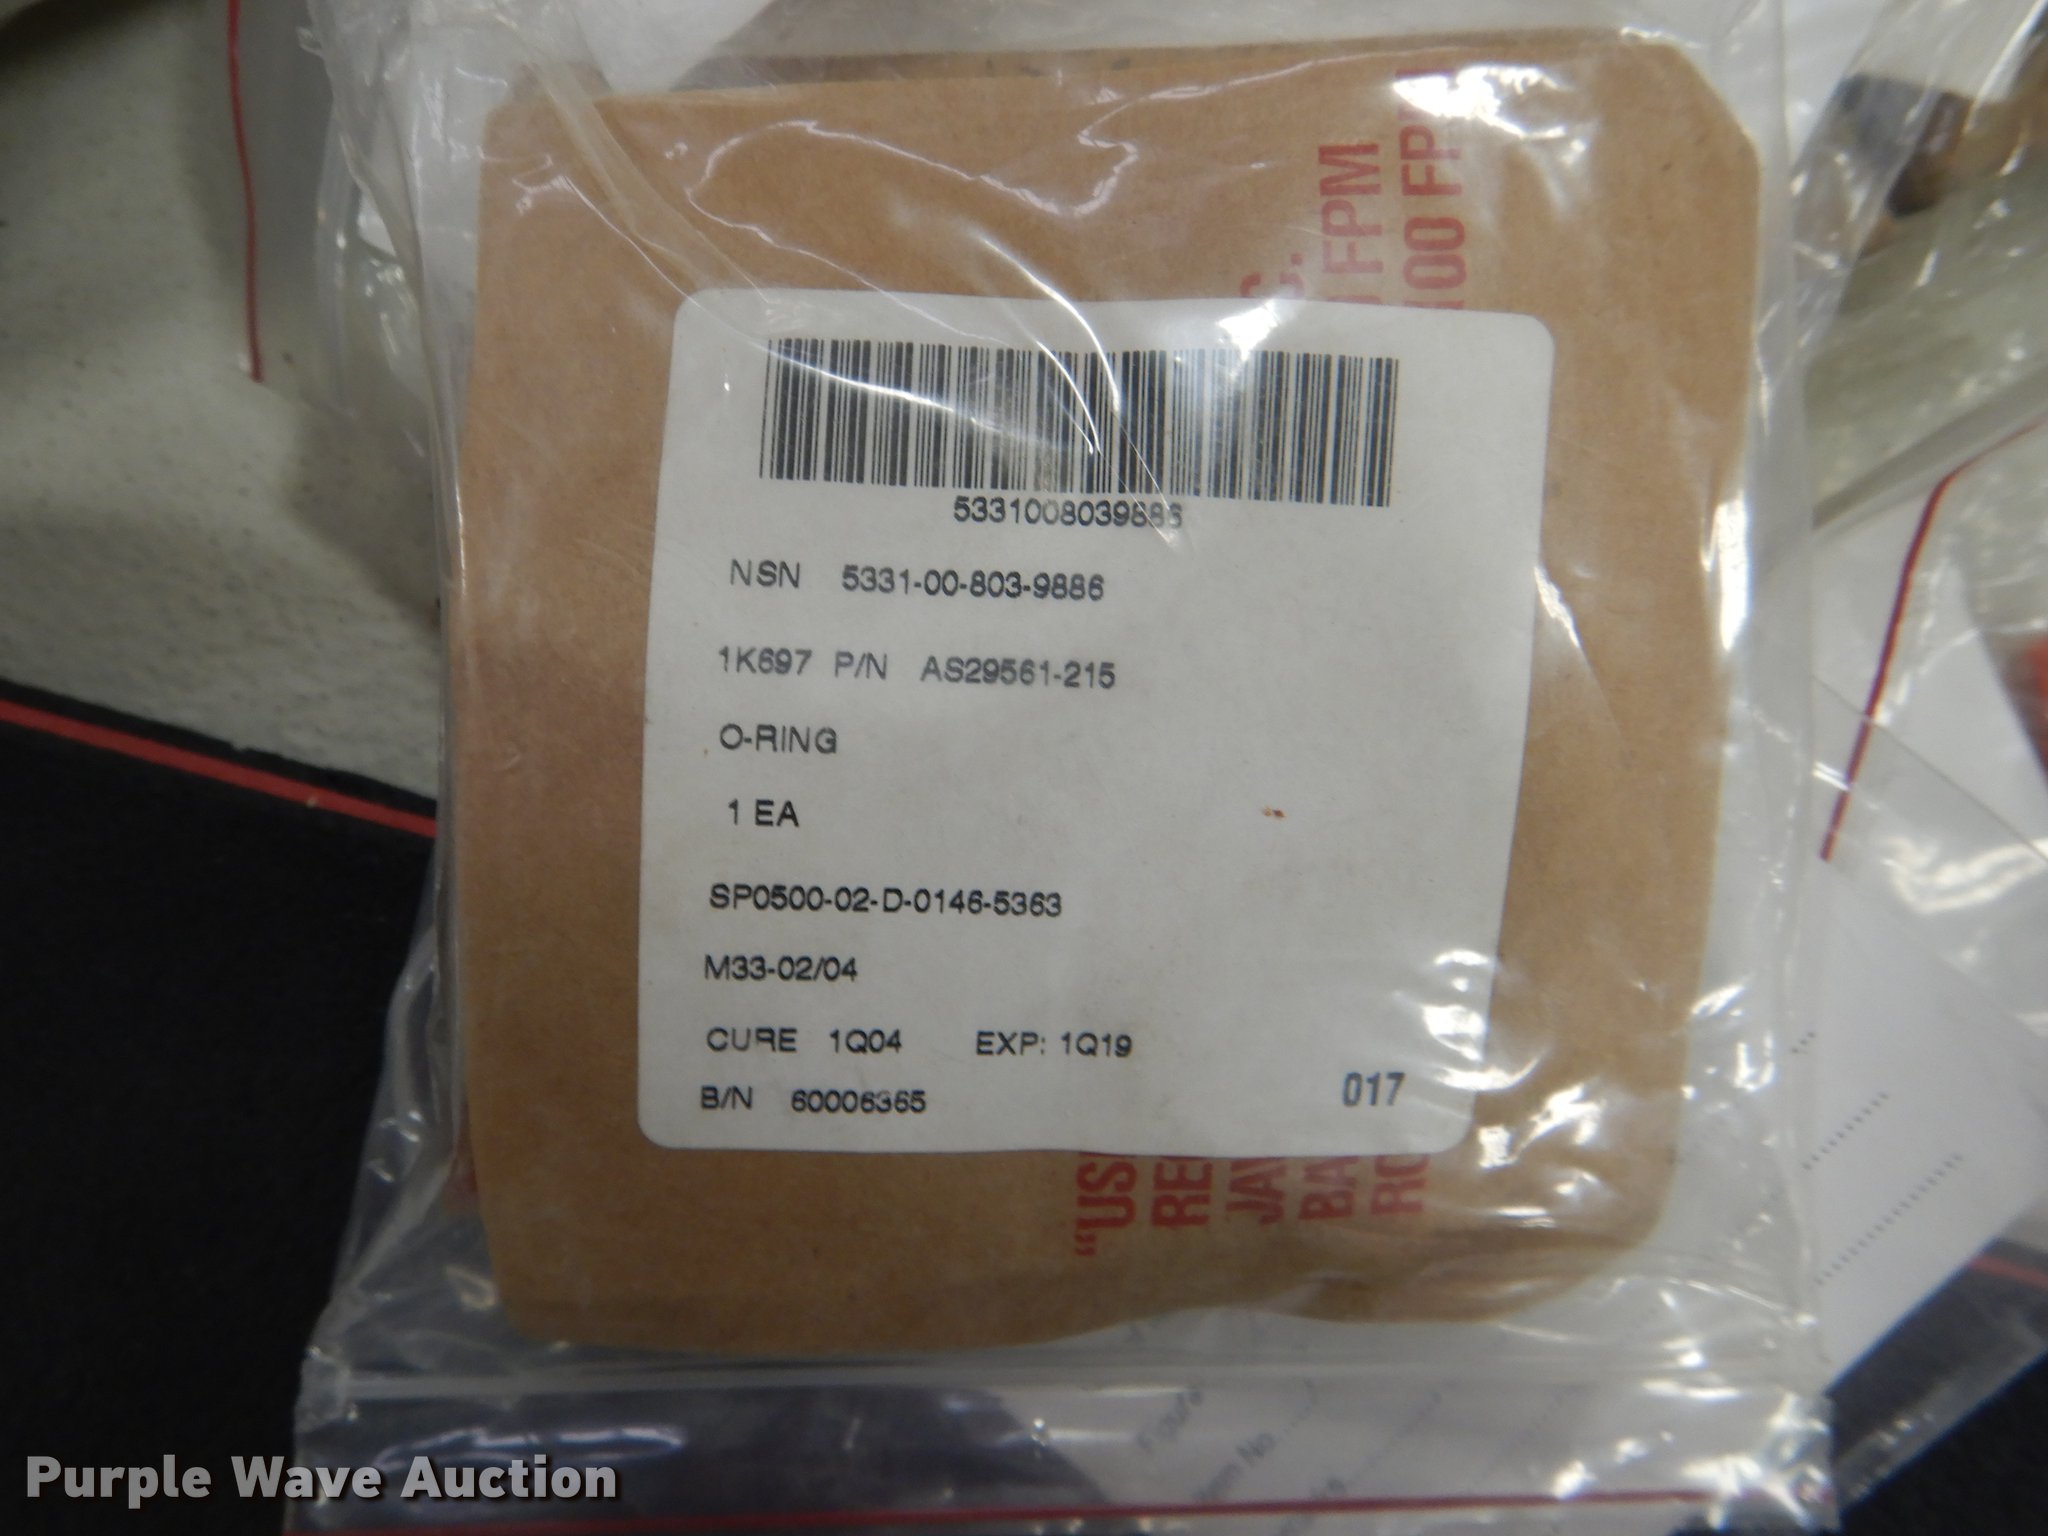 C.
FPM
100 FPM
5331008039886
NSN 5331-00-803-9886
1K697 P/N AS29561-215
O-RING
1 EA
SP0500-02-D-0146-5363
M33-02/04
CURE 1Q04 EXP: 1Q19
B/N 60006365
017
Purple Wave Auction